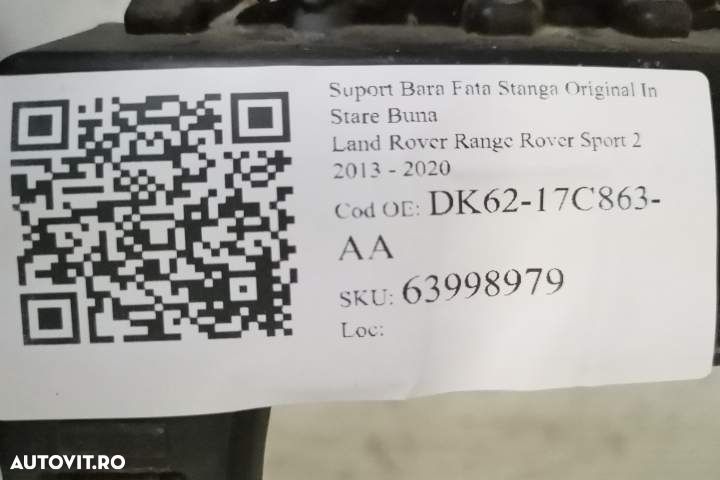 Suport Bara Fata Stanga Original In
Stare Buna
Land Rover Range Rover Sport 2
2013 - 2020
Cod OE: DK62-17C863-
AA
SKU: 63998979
Loc:
AUTOVIT.RO